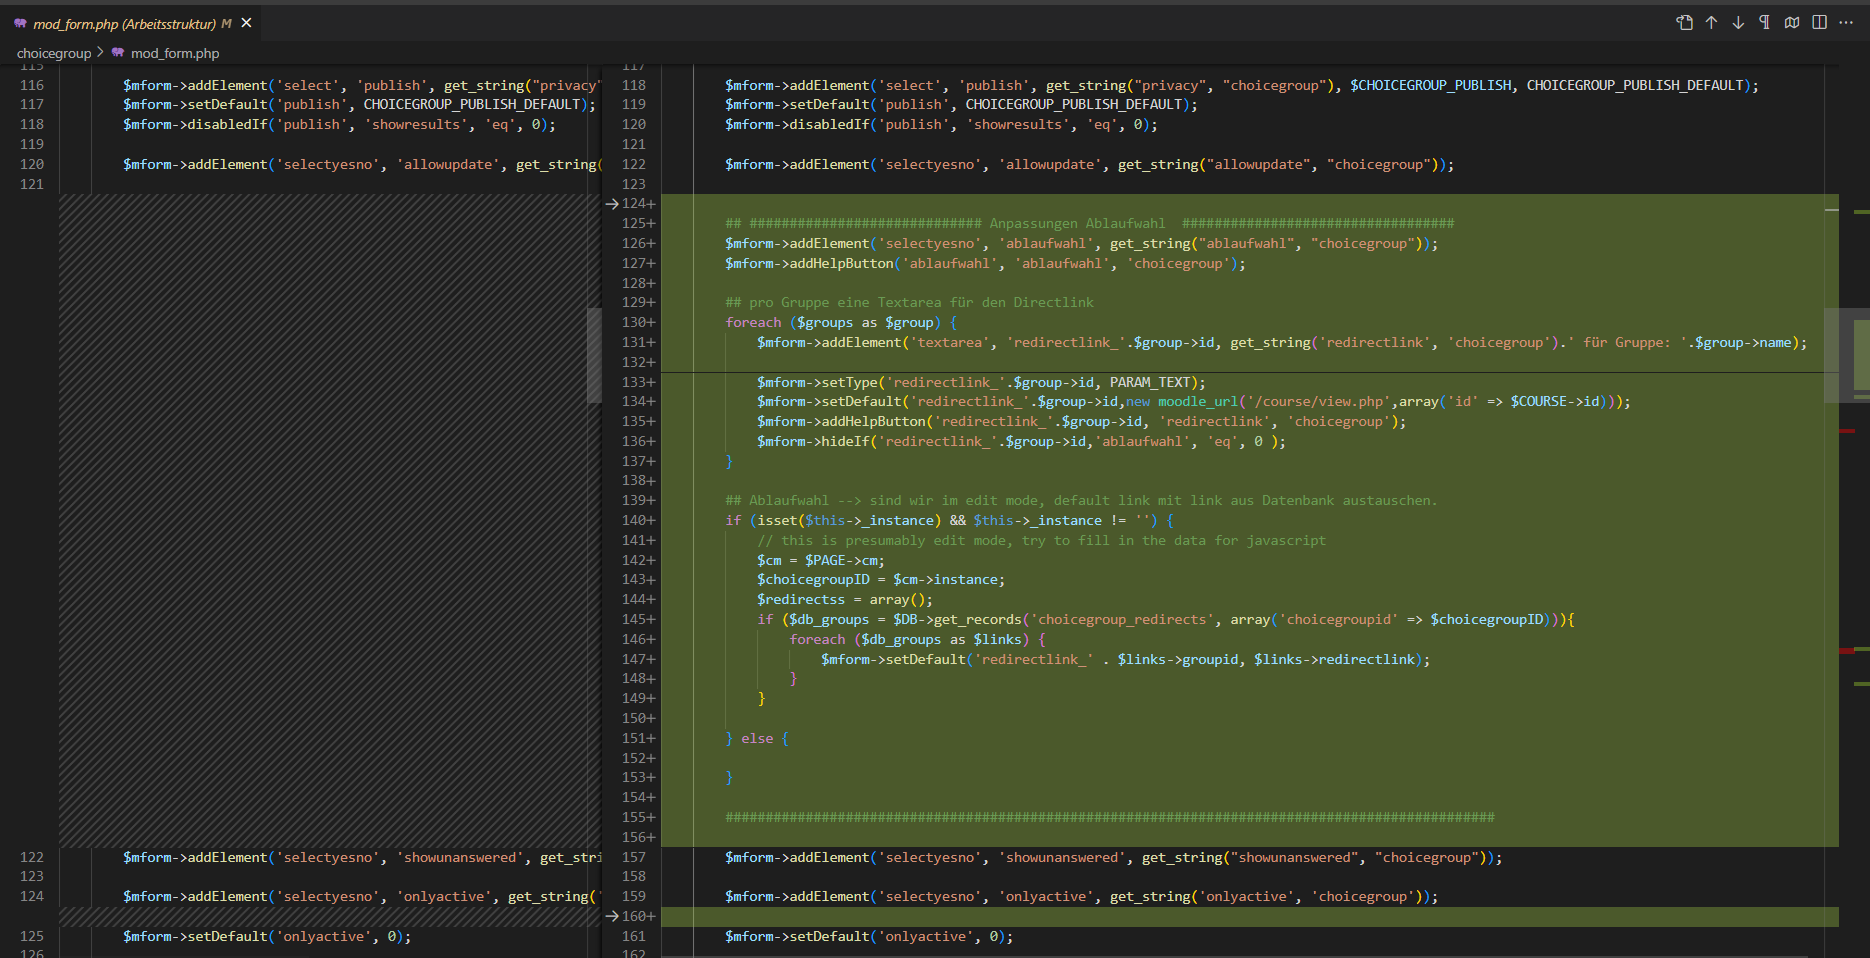 mod_form.php (Arbeitsstruktur) M
choicegroup > mod_form.php
115
116 $mform->addElement('select', 'publish', get_string("privacy"
117 $mform->setDefault('publish', CHOICEGROUP_PUBLISH_DEFAULT);
118 $mform->disabledIf('publish', 'showresults', 'eq', 0);
119
120 $mform->addElement('selectyesno', 'allowupdate', get_string(
121
122 $mform->addElement('selectyesno', 'showunanswered', get_stri
123
124 $mform->addElement('selectyesno', 'onlyactive', get_string('
125 $mform->setDefault('onlyactive', 0);
126
117
118 $mform->addElement('select', 'publish', get_string("privacy", "choicegroup"), $CHOICEGROUP_PUBLISH, CHOICEGROUP_PUBLISH_DEFAULT);
119 $mform->setDefault('publish', CHOICEGROUP_PUBLISH_DEFAULT);
120 $mform->disabledIf('publish', 'showresults', 'eq', 0);
121
122 $mform->addElement('selectyesno', 'allowupdate', get_string("allowupdate", "choicegroup"));
123
124+
125+ ## ############################# Anpassungen Ablaufwahl ##################################
126+ $mform->addElement('selectyesno', 'ablaufwahl', get_string("ablaufwahl", "choicegroup"));
127+ $mform->addHelpButton('ablaufwahl', 'ablaufwahl', 'choicegroup');
128+
129+ ## pro Gruppe eine Textarea für den Directlink
130+ foreach ($groups as $group) {
131+ $mform->addElement('textarea', 'redirectlink_'.$group->id, get_string('redirectlink', 'choicegroup').' für Gruppe: '.$group->name);
132+
133+ $mform->setType('redirectlink_'.$group->id, PARAM_TEXT);
134+ $mform->setDefault('redirectlink_'.$group->id,new moodle_url('/course/view.php',array('id' => $COURSE->id)));
135+ $mform->addHelpButton('redirectlink_'.$group->id, 'redirectlink', 'choicegroup');
136+ $mform->hideIf('redirectlink_'.$group->id,'ablaufwahl', 'eq', 0 );
137+ }
138+
139+ ## Ablaufwahl --> sind wir im edit mode, default link mit link aus Datenbank austauschen.
140+ if (isset($this->_instance) && $this->_instance != '') {
141+ // this is presumably edit mode, try to fill in the data for javascript
142+ $cm = $PAGE->cm;
143+ $choicegroupID = $cm->instance;
144+ $redirectss = array();
145+ if ($db_groups = $DB->get_records('choicegroup_redirects', array('choicegroupid' => $choicegroupID))){
146+ foreach ($db_groups as $links) {
147+ $mform->setDefault('redirectlink_' . $links->groupid, $links->redirectlink);
148+ }
149+ }
150+
151+ } else {
152+
153+ }
154+
155+ ################################################################################################
156+
157 $mform->addElement('selectyesno', 'showunanswered', get_string("showunanswered", "choicegroup"));
158
159 $mform->addElement('selectyesno', 'onlyactive', get_string('onlyactive', 'choicegroup'));
160+
161 $mform->setDefault('onlyactive', 0);
162